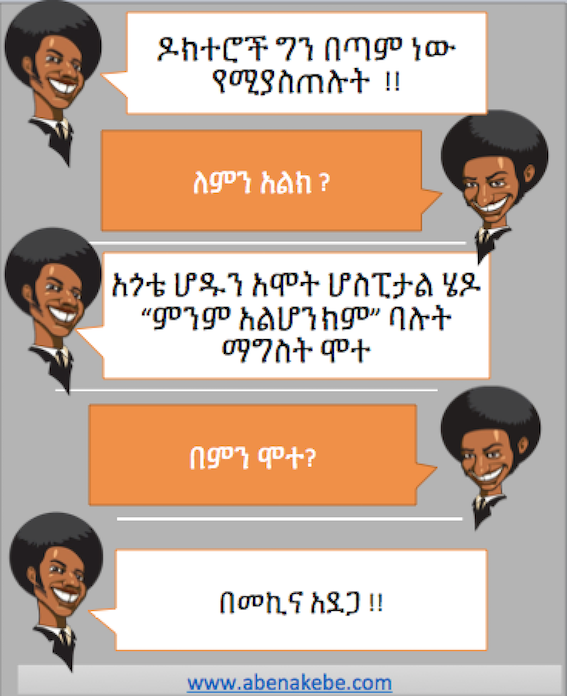 ዶክተሮች ግን በጣም ነው
የሚያስጠሉት !!
ለምን አልክ ?
አጎቴ ሆዱን አሞት ሆስፒታል ሄዶ
“ምንም አልሆንክም” ባሉት
ማግስት ሞተ
በምን ሞተ?
በመኪና አደጋ !!
www.abenakebe.com